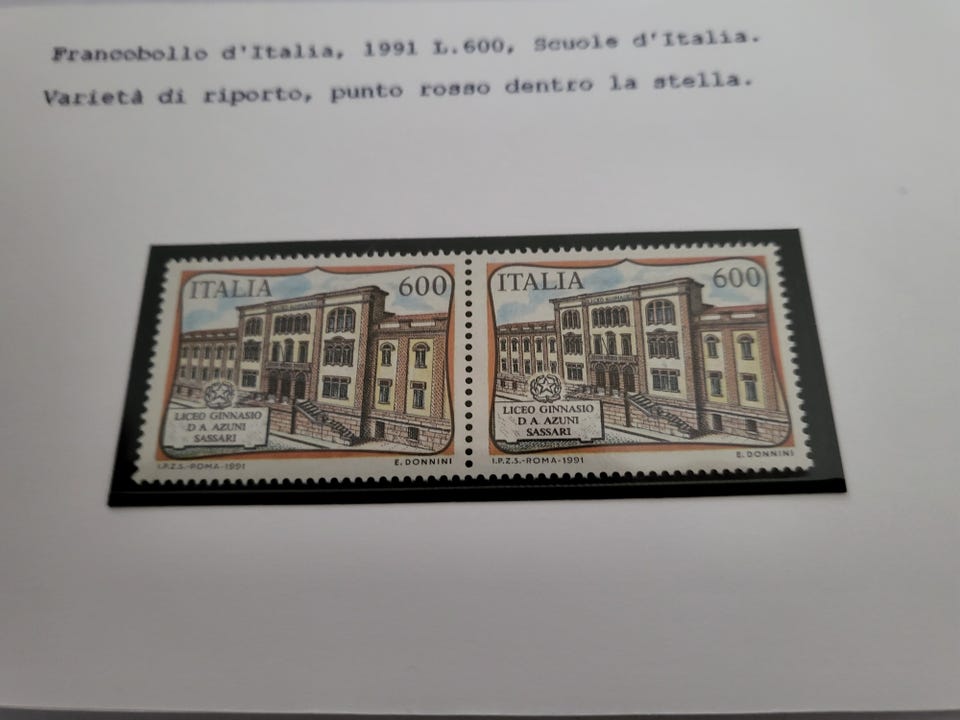 Francobollo d'Italia, 1991 L.600, Scuole d'Italia.
Varietà di riporto, punto rosso dentro la stella.
ITALIA 600
LICEO GINNASIO
D. A. AZUNI
SASSARI
I.P.Z.S.-ROMA-1991 E. DONNINI
ITALIA 600
LICEO GINNASIO
D. A. AZUNI
SASSARI
I.P.Z.S.-ROMA-1991 E. DONNINI